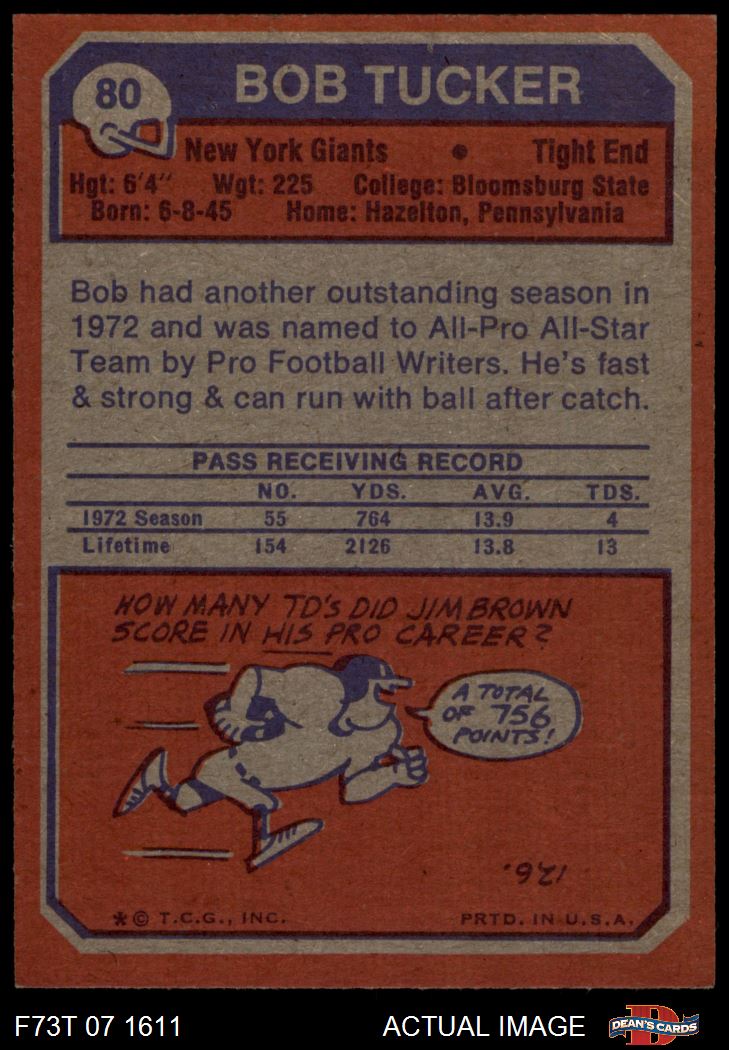 80
BOB TUCKER
New York Giants • Tight End
Hgt: 6'4" Wgt: 225 College: Bloomsburg State
Born: 6-8-45 Home: Hazelton, Pennsylvania
Bob had another outstanding season in
1972 and was named to All-Pro All-Star
Team by Pro Football Writers. He's fast
& strong & can run with ball after catch.
PASS RECEIVING RECORD
NO. YDS. AVG. TDS.
1972 Season 55 764 13.9 4
Lifetime 154 2126 13.8 13
HOW MANY TD'S DID JIM BROWN
SCORE IN HIS PRO CAREER?
A TOTAL
OF 756
POINTS!
126.
* © T.C.G., INC. PRTD. IN U.S.A.
F73T 07 1611 ACTUAL IMAGE DEAN'S CARDS